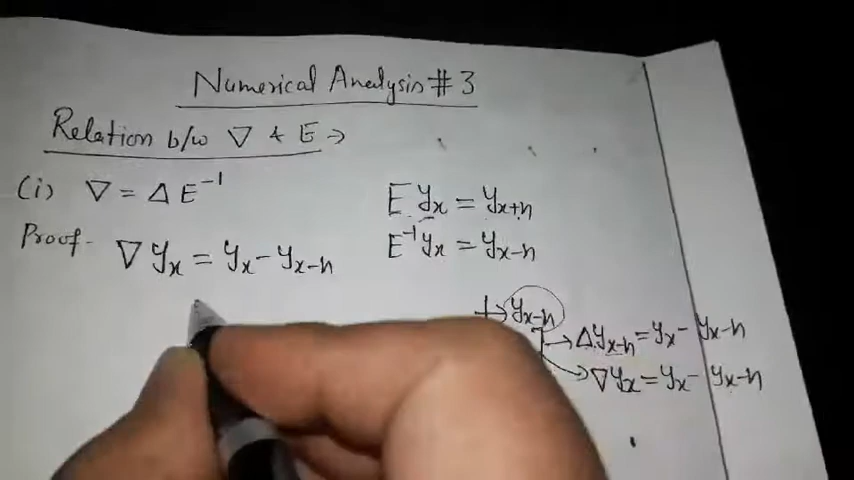 Numerical Analysis #3
Relation b/w ∇ & E →
(i) ∇ = Δ E⁻¹
E yₓ = yₓ₊ₕ
Proof- ∇ yₓ = yₓ - yₓ₋ₕ
E⁻¹ yₓ = yₓ₋ₕ
→ yₓ₋ₕ
→ Δyₓ₋ₕ = yₓ - yₓ₋ₕ
→ ∇yₓ = yₓ - yₓ₋ₕ